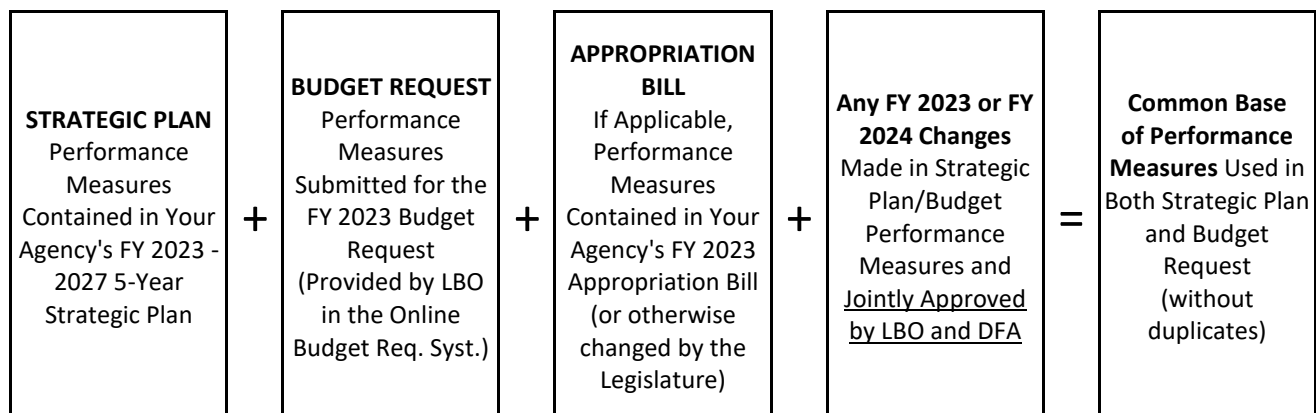 STRATEGIC PLAN
Performance
Measures
Contained in Your
Agency's FY 2023 -
2027 5-Year
Strategic Plan
+
BUDGET REQUEST
Performance
Measures
Submitted for the
FY 2023 Budget
Request
(Provided by LBO
in the Online
Budget Req. Syst.)
+
APPROPRIATION
BILL
If Applicable,
Performance
Measures
Contained in Your
Agency's FY 2023
Appropriation Bill
(or otherwise
changed by the
Legislature)
+
Any FY 2023 or FY
2024 Changes
Made in Strategic
Plan/Budget
Performance
Measures and
Jointly Approved
by LBO and DFA
=
Common Base
of Performance
Measures Used in
Both Strategic Plan
and Budget
Request
(without
duplicates)